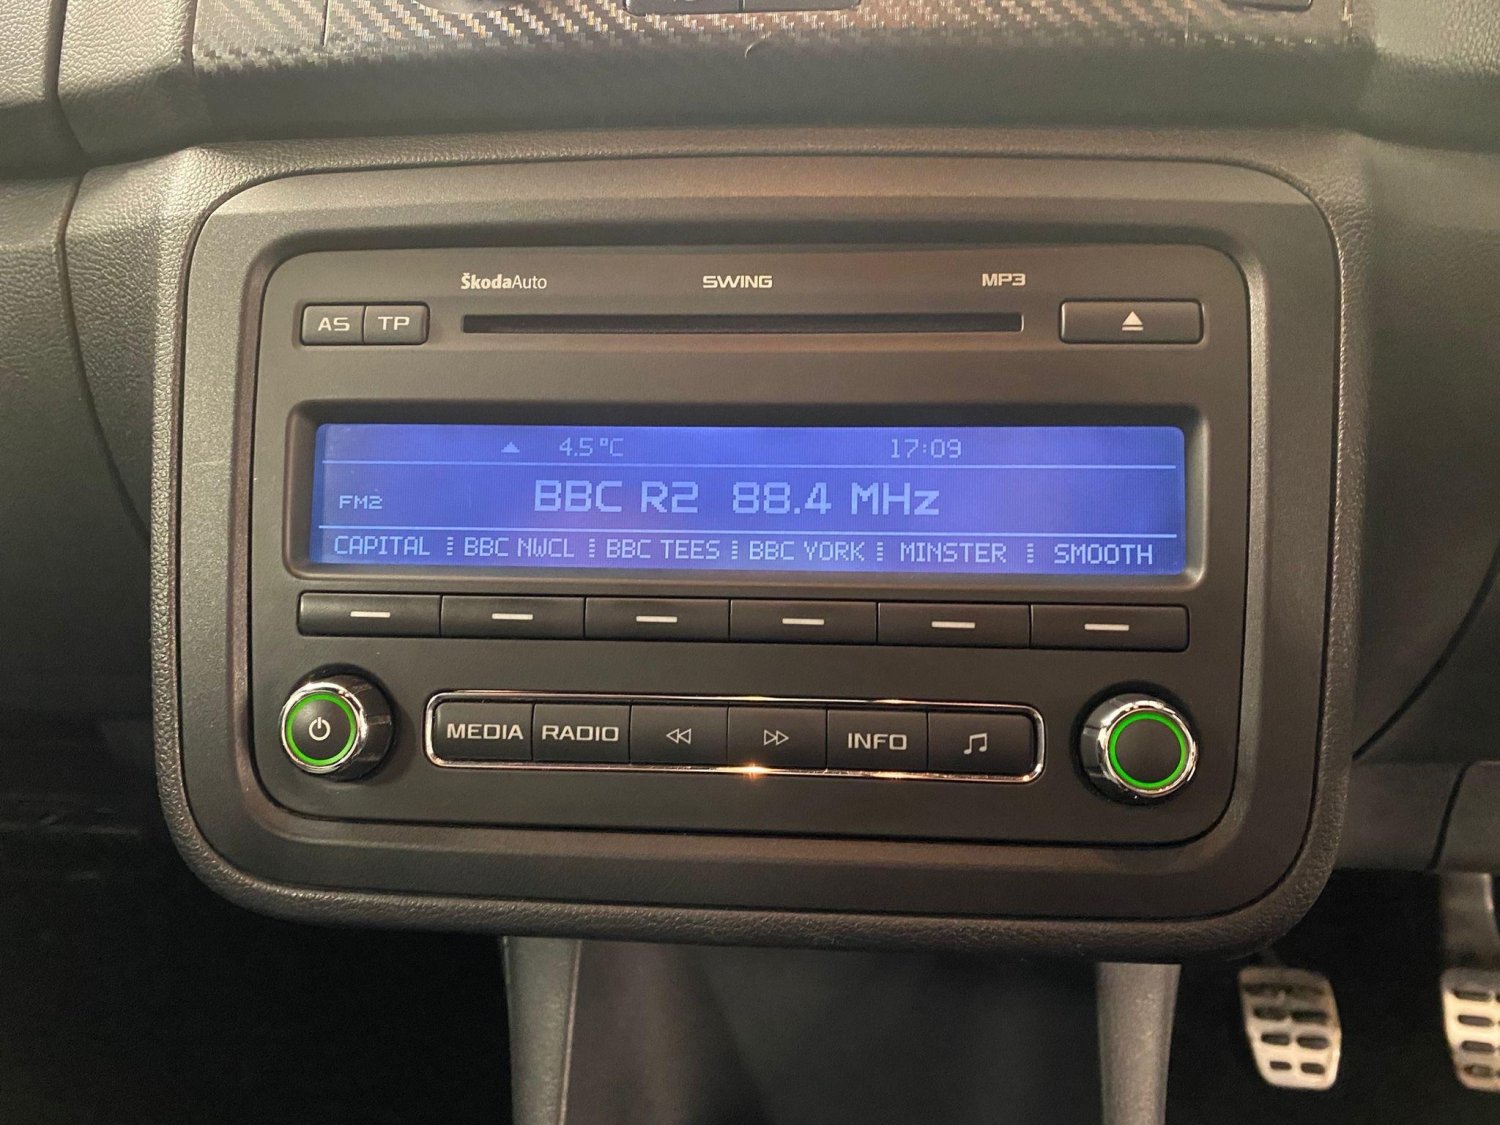 ŠkodaAuto SWING MP3
AS TP
4.5°C 17:09
FM2 BBC R2 88.4 MHz
CAPITAL BBC NWCL BBC TEES BBC YORK MINSTER SMOOTH
MEDIA RADIO INFO